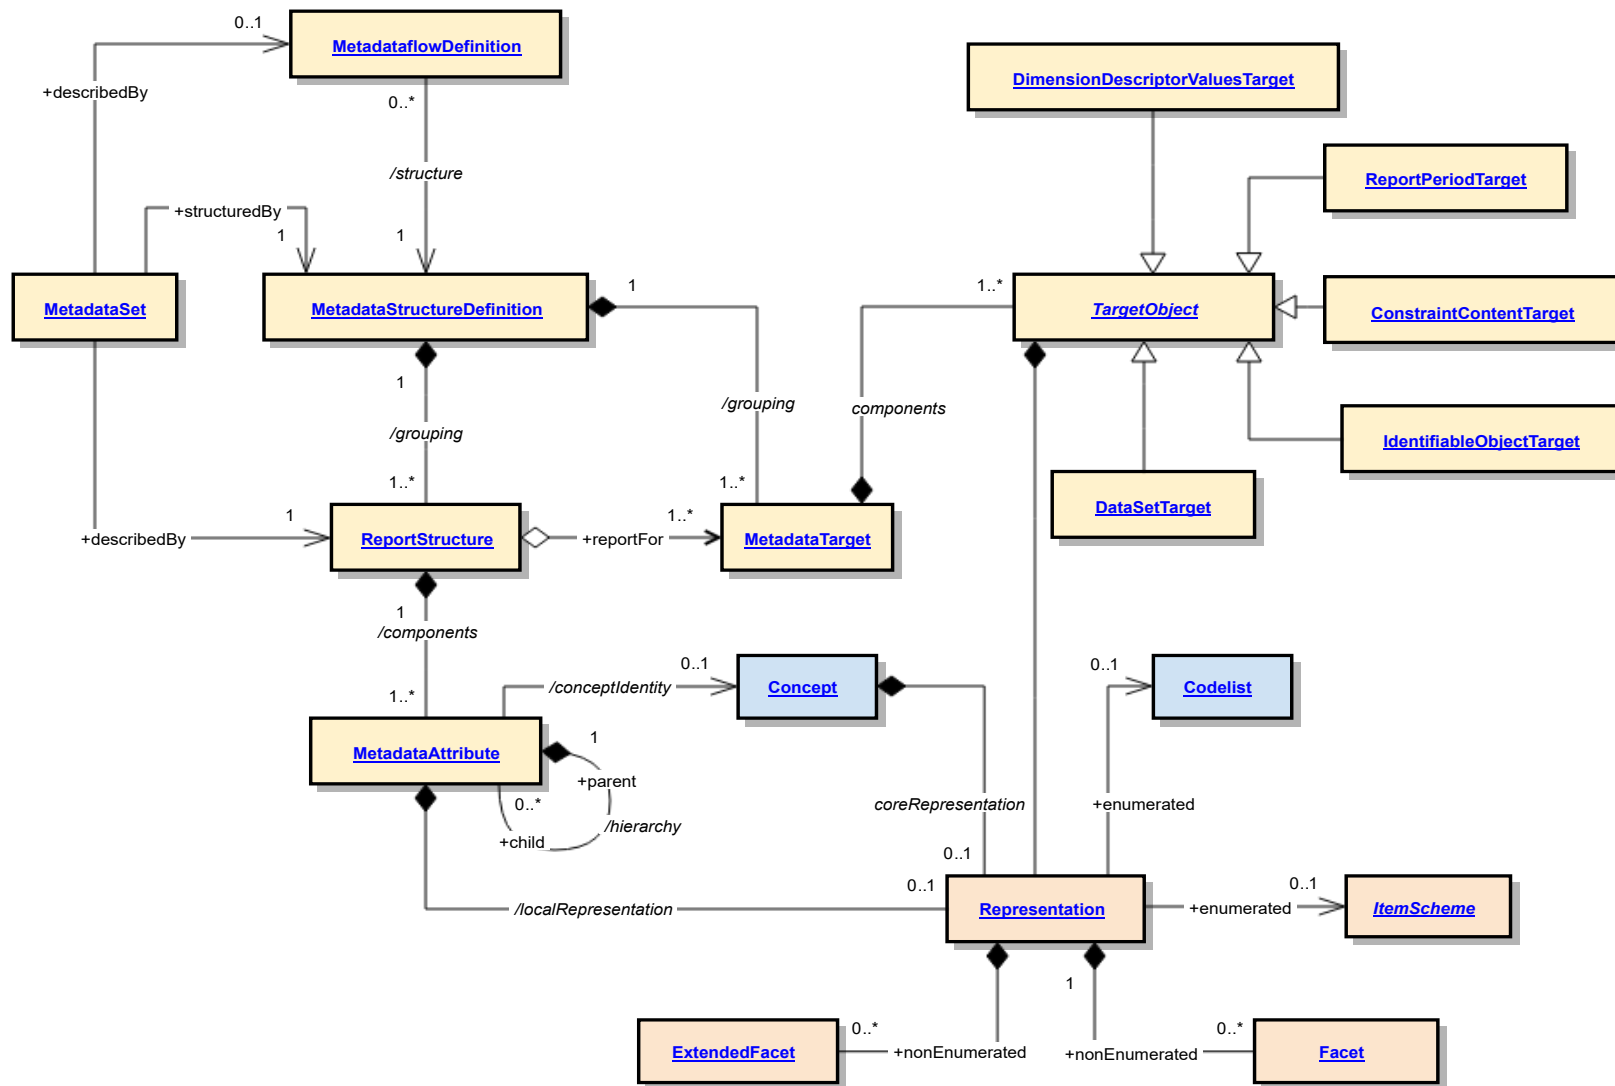 0..1
MetadataflowDefinition
DimensionDescriptorValuesTarget
+describedBy
0..*
/structure
ReportPeriodTarget
+structuredBy
1
1
MetadataSet
MetadataStructureDefinition
1
1..*
TargetObject
ConstraintContentTarget
1
/grouping
/grouping
components
IdentifiableObjectTarget
1..*
1..*
DataSetTarget
1
1..*
+describedBy
ReportStructure
+reportFor
MetadataTarget
1
/components
0..1
0..1
/conceptIdentity
Concept
Codelist
1..*
1
MetadataAttribute
+parent
0..*
coreRepresentation
+enumerated
/hierarchy
+child
0..1
0..1
0..1
/localRepresentation
Representation
+enumerated
ItemScheme
1
0..*
0..*
ExtendedFacet
+nonEnumerated
+nonEnumerated
Facet